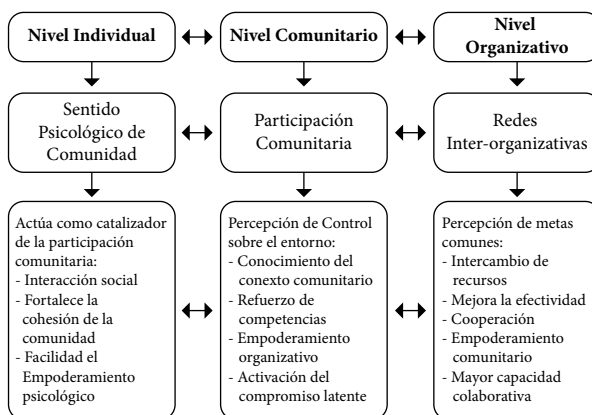 Nivel Individual
Nivel Comunitario
Nivel
Organizativo
Sentido
Psicológico de
Comunidad
Participación
Comunitaria
Redes
Inter-organizativas
Actúa como catalizador
de la participación
comunitaria:
- Interacción social
- Fortalece la
cohesión de la
comunidad
- Facilidad el
Empoderamiento
psicológico
Percepción de Control
sobre el entorno:
- Conocimiento del
conexto comunitario
- Refuerzo de
competencias
- Empoderamiento
organizativo
- Activación del
compromiso latente
Percepción de metas
comunes:
- Intercambio de
recursos
- Mejora la efectividad
- Cooperación
- Empoderamiento
comunitario
- Mayor capacidad
colaborativa